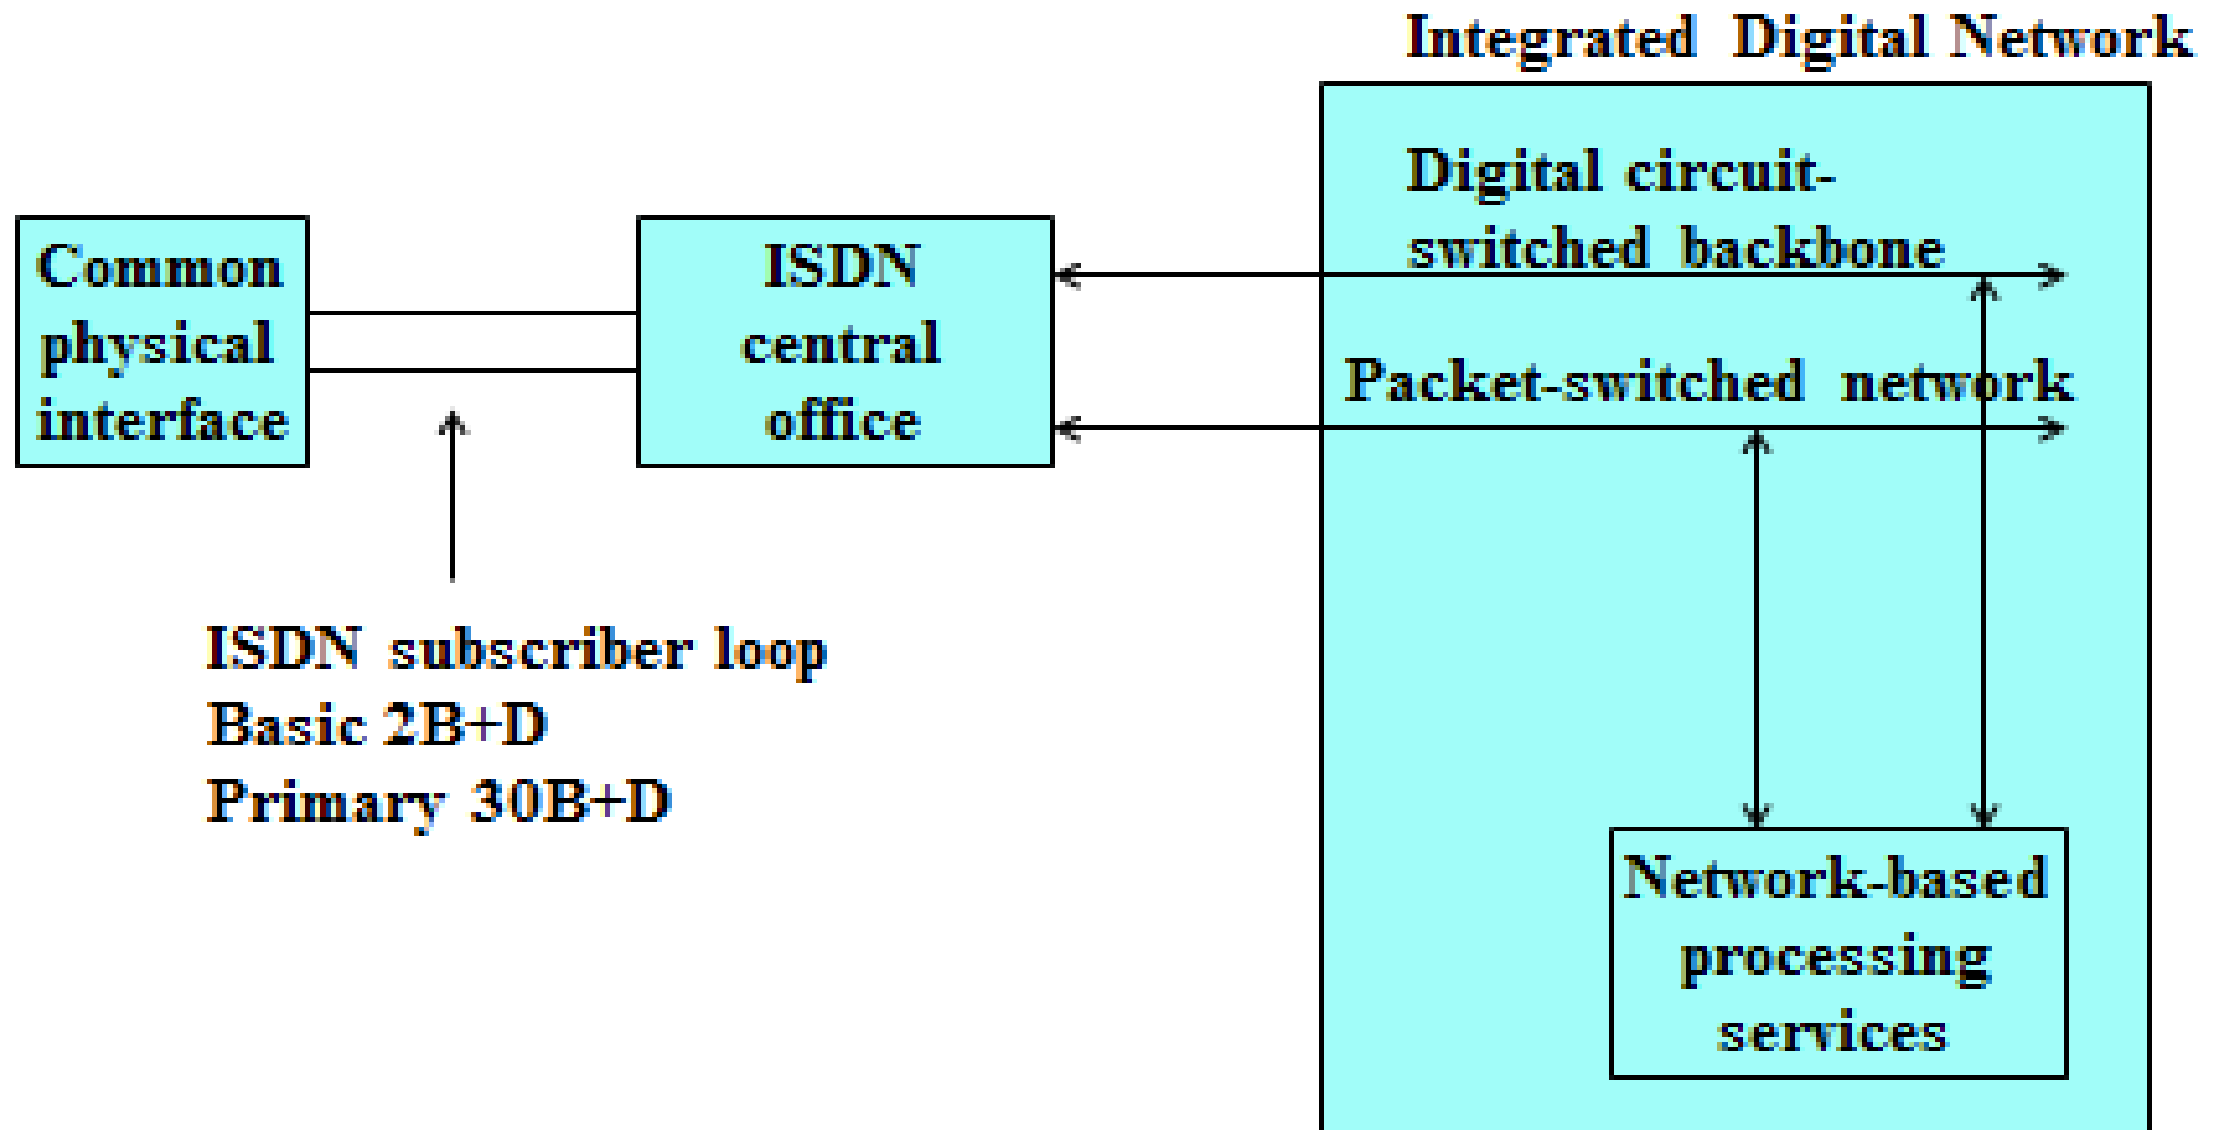 Integrated Digital Network
Digital circuit-
switched backbone
Common
physical
interface
ISDN
central
office
Packet-switched network
ISDN subscriber loop
Basic 2B+D
Primary 30B+D
Network-based
processing
services